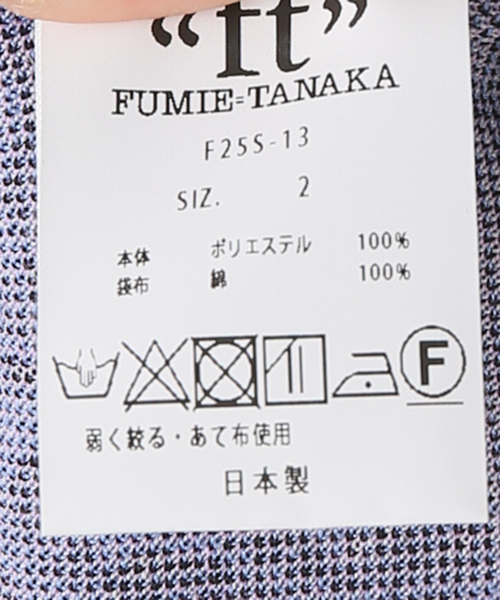 “ft”
FUMIE=TANAKA
F25S-13
SIZ. 2
本体 ポリエステル 100%
袋布 綿 100%
F
弱く絞る・あて布使用
日本製